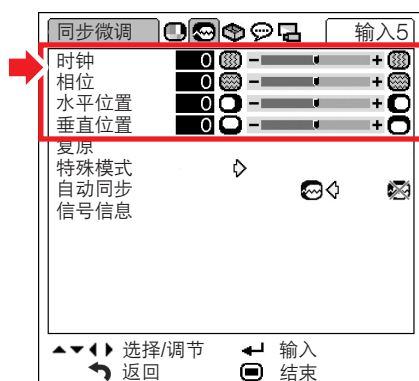 同步微调 输入5
时钟 0 - +
相位 0 - +
水平位置 0 - +
垂直位置 0 - +
复原
特殊模式
自动同步
信号信息
选择/调节 输入
返回 结束